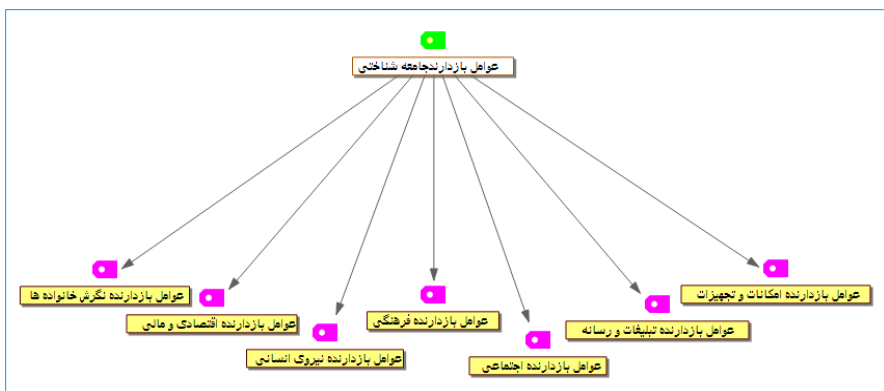 عوامل بازدارندجامعه شناختی
عوامل بازدارنده امکانات و تجهیزات
عوامل بازدارنده نگرش خانواده ها
عوامل بازدارنده فرهنگی
عوامل بازدارنده اقتصادی و مالی
عوامل بازدارنده تبلیغات و رسانه
عوامل بازدارنده نیروی انسانی
عوامل بازدارنده اجتماعی